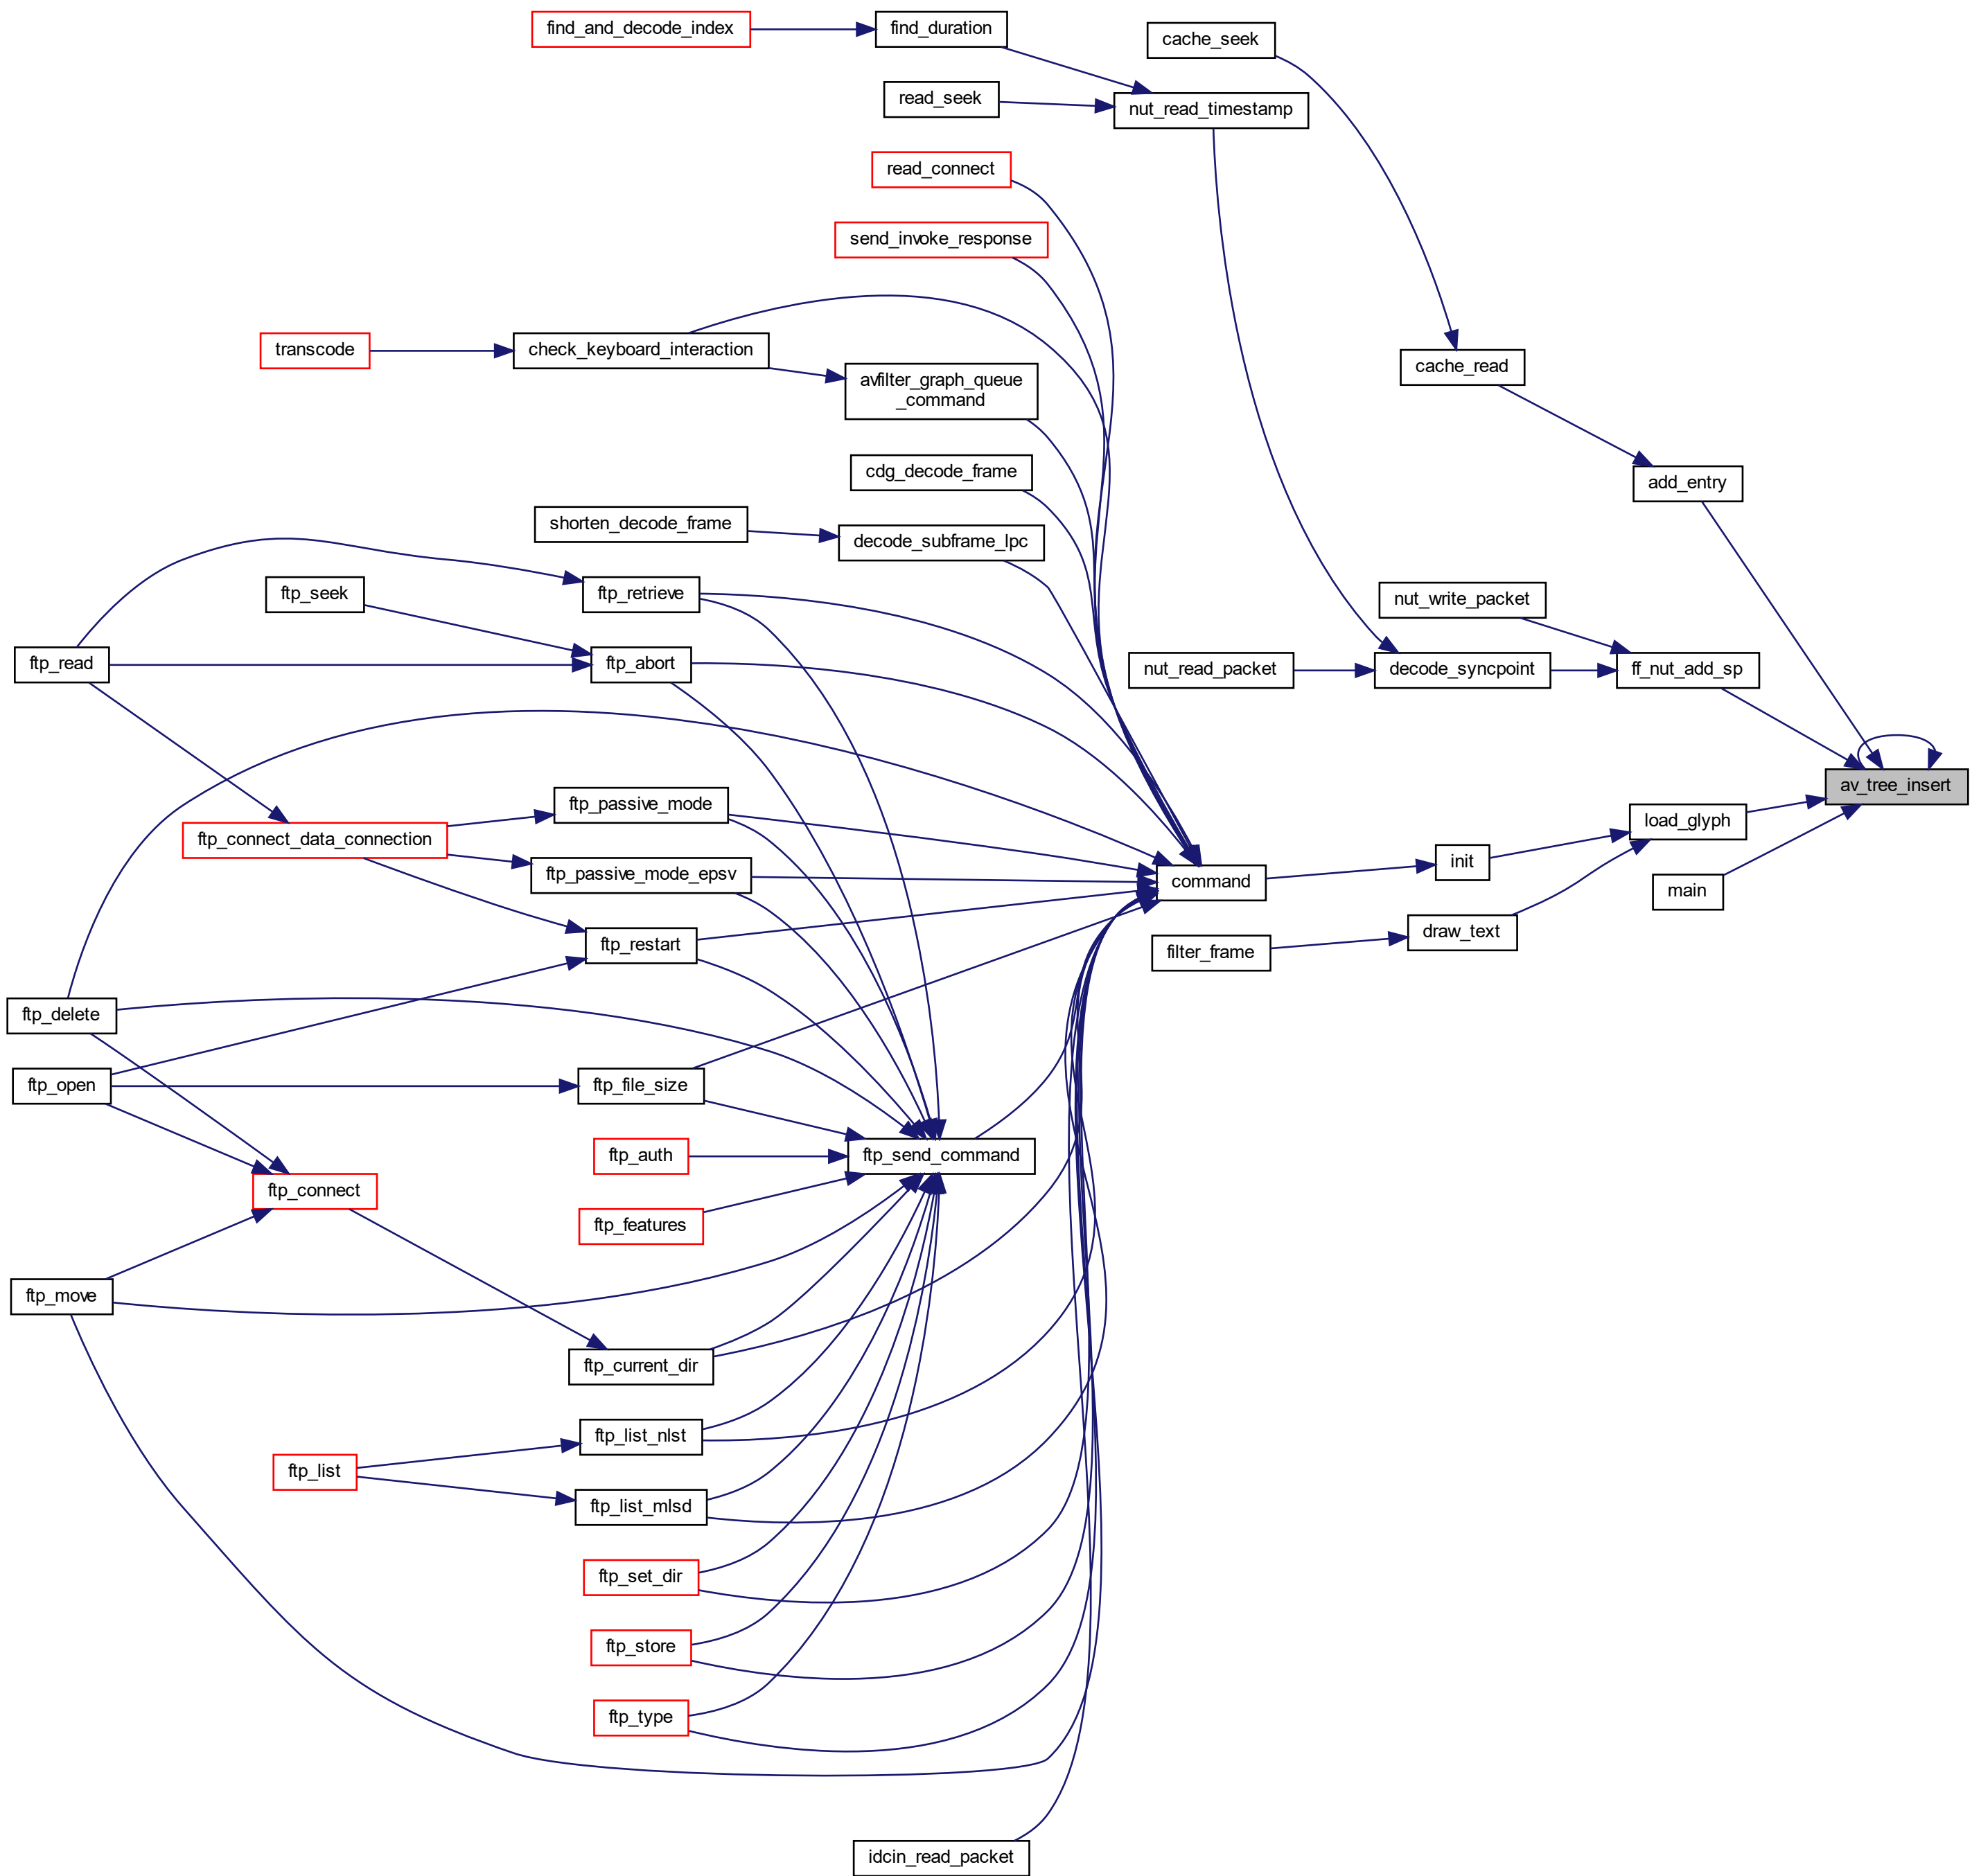 find_and_decode_index
find_duration
cache_seek
read_seek
nut_read_timestamp
read_connect
send_invoke_response
transcode
check_keyboard_interaction
avfilter_graph_queue
_command
cache_read
cdg_decode_frame
add_entry
shorten_decode_frame
decode_subframe_lpc
ftp_seek
ftp_retrieve
nut_write_packet
ftp_read
ftp_abort
nut_read_packet
decode_syncpoint
ff_nut_add_sp
av_tree_insert
ftp_passive_mode
load_glyph
ftp_connect_data_connection
ftp_passive_mode_epsv
command
init
main
ftp_restart
filter_frame
draw_text
ftp_delete
ftp_open
ftp_file_size
ftp_auth
ftp_send_command
ftp_connect
ftp_features
ftp_move
ftp_current_dir
ftp_list_nlst
ftp_list
ftp_list_mlsd
ftp_set_dir
ftp_store
ftp_type
idcin_read_packet